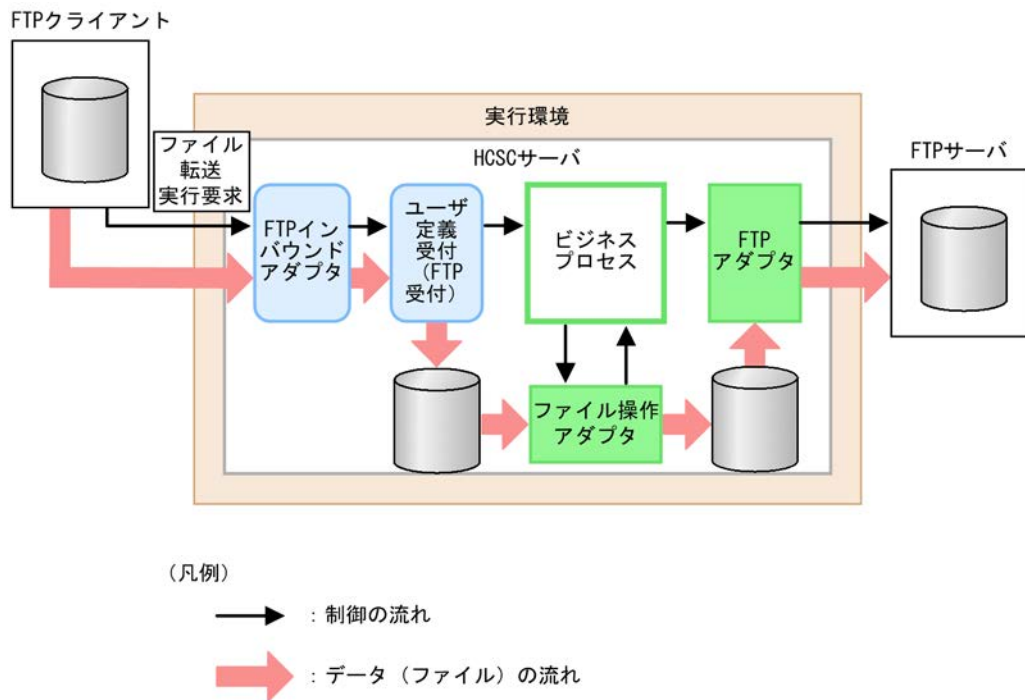 FTPクライアント
ファイル
転送
実行要求
実行環境
HCSCサーバ
FTPサーバ
FTPイン
バウンド
アダプタ
ユーザ
定義
受付
(FTP
受付)
ビジネス
プロセス
FTP
アダプタ
ファイル操作
アダプタ
(凡例)
:制御の流れ
:データ(ファイル)の流れ